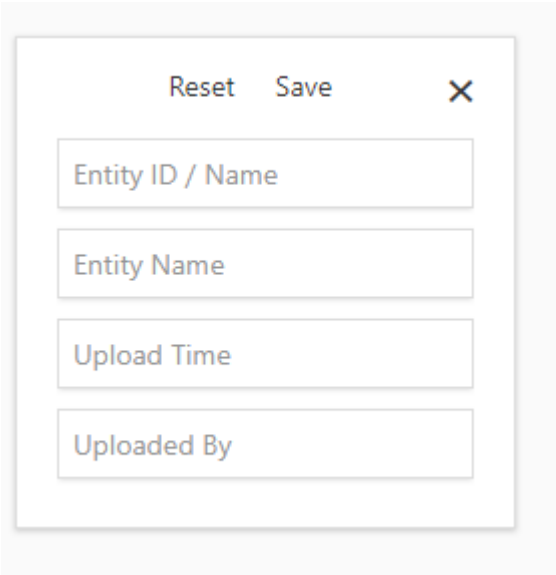 Reset Save
Entity ID / Name
Entity Name
Upload Time
Uploaded By